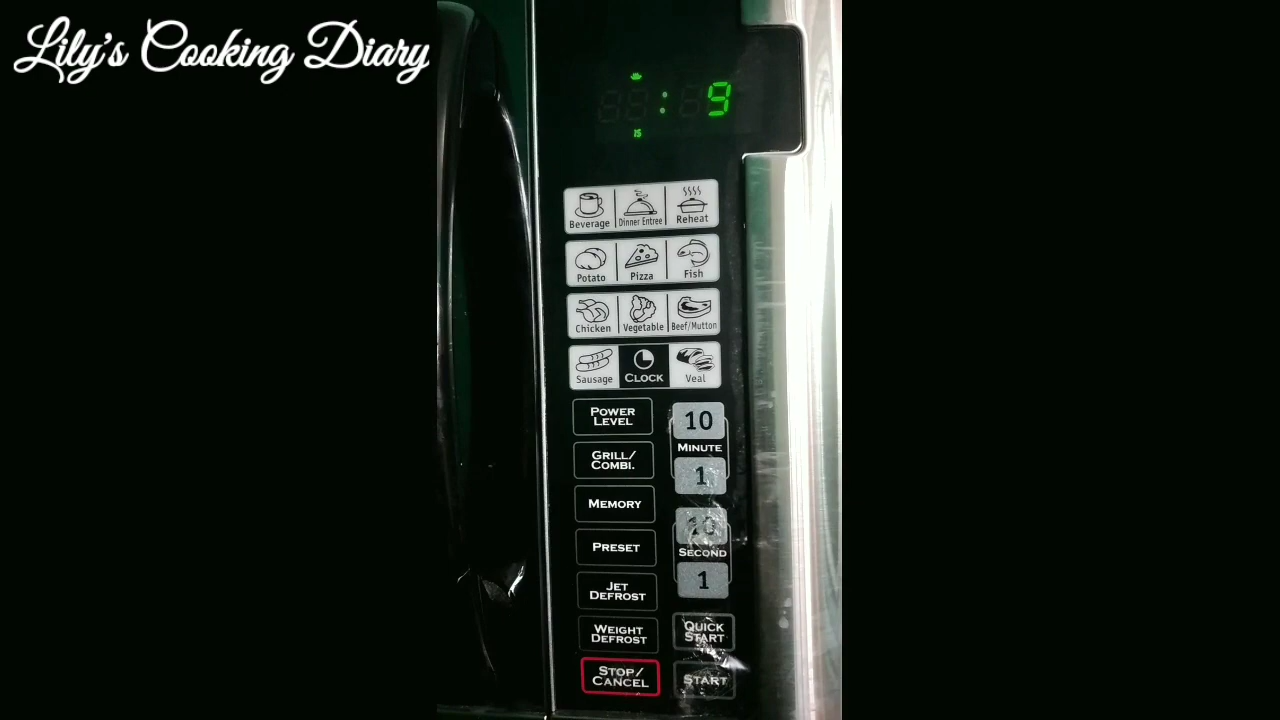 Lily's Cooking Diary
: 9
Beverage Dinner Entree Reheat
Potato Pizza Fish
Chicken Vegetable Beef/Mutton
Sausage CLOCK Veal
POWER LEVEL
10
MINUTE
GRILL/COMBI.
1
MEMORY
10
PRESET
SECOND
JET DEFROST
1
WEIGHT DEFROST
QUICK START
STOP/CANCEL
START